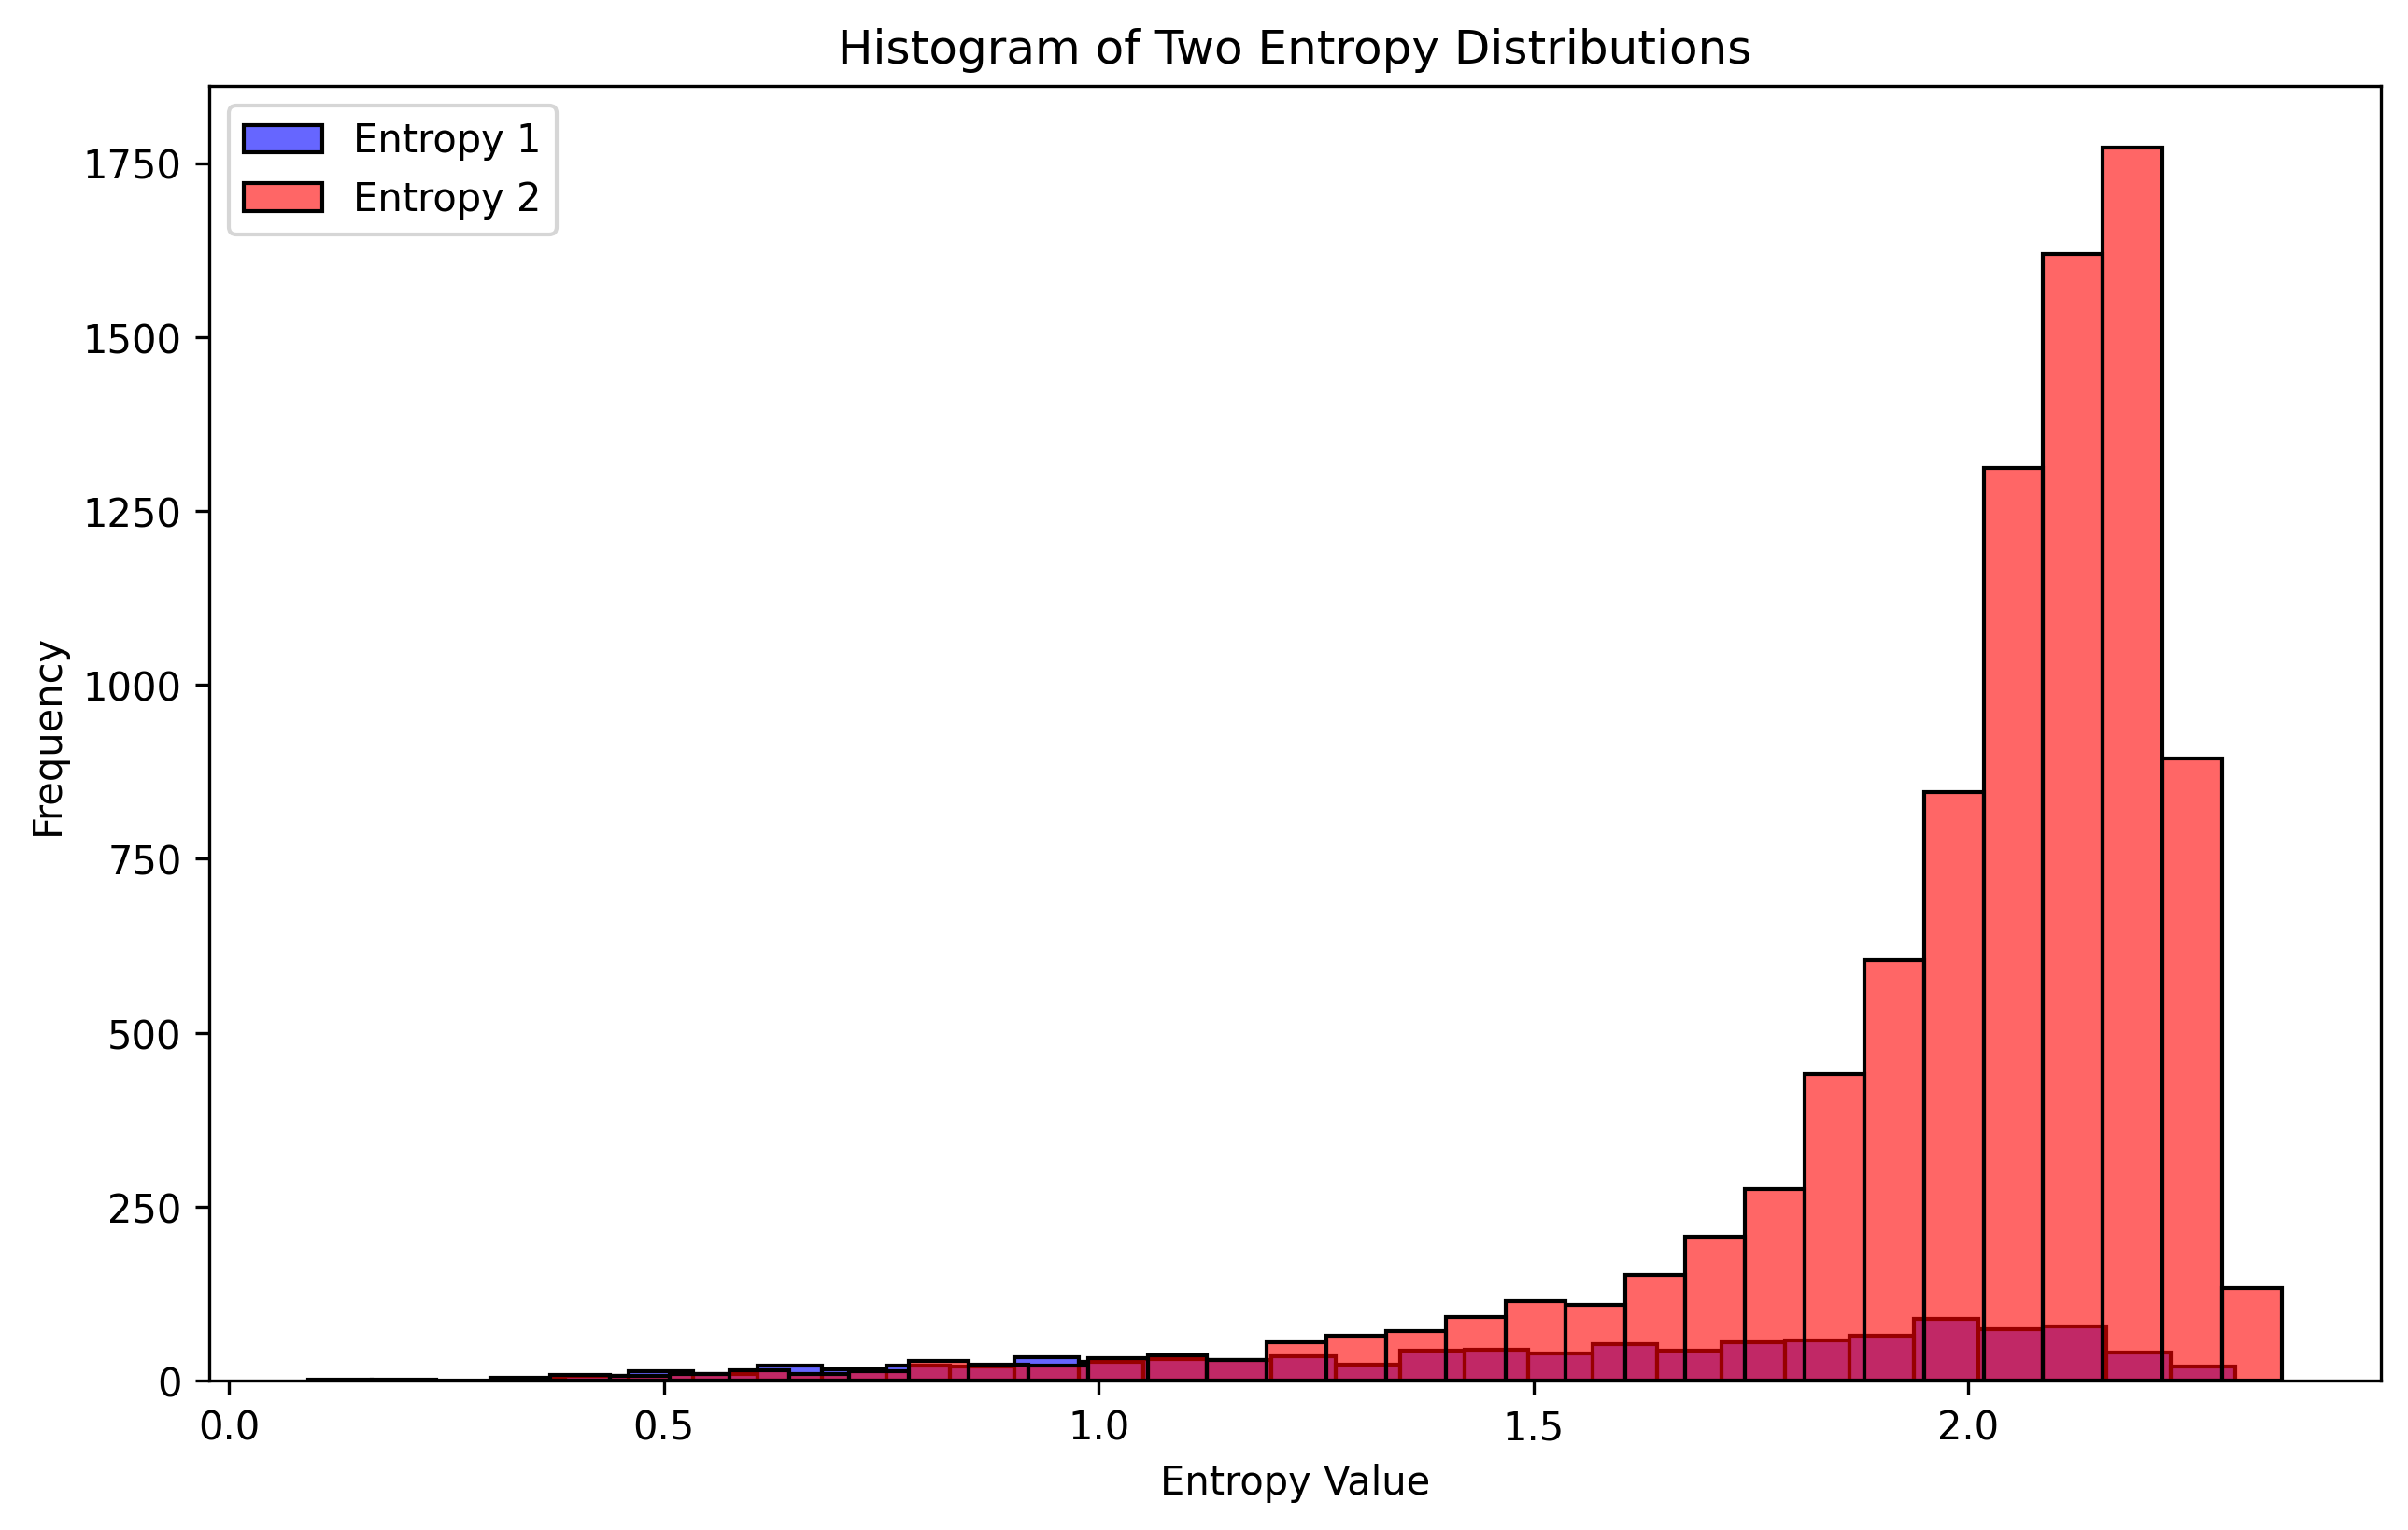 Histogram of Two Entropy Distributions
Entropy 1
Entropy 2
1750
1500
1250
1000
750
500
250
0
Frequency
0.0 0.5 1.0 1.5 2.0
Entropy Value